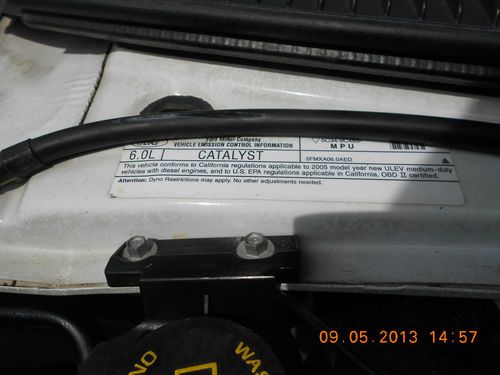 Ford Motor Company
VEHICLE EMISSION CONTROL INFORMATION
MPU
6.0L CATALYST 5FMXA06.0AED
This vehicle conforms to California regulations applicable to 2005 model year new ULEV medium-duty
vehicles with diesel engines, and to U.S. EPA regulations applicable in California. OBD II certified.
Attention: Dyno Restrictions may apply. No other adjustments needed.
NO
WAS
09.05.2013 14:57